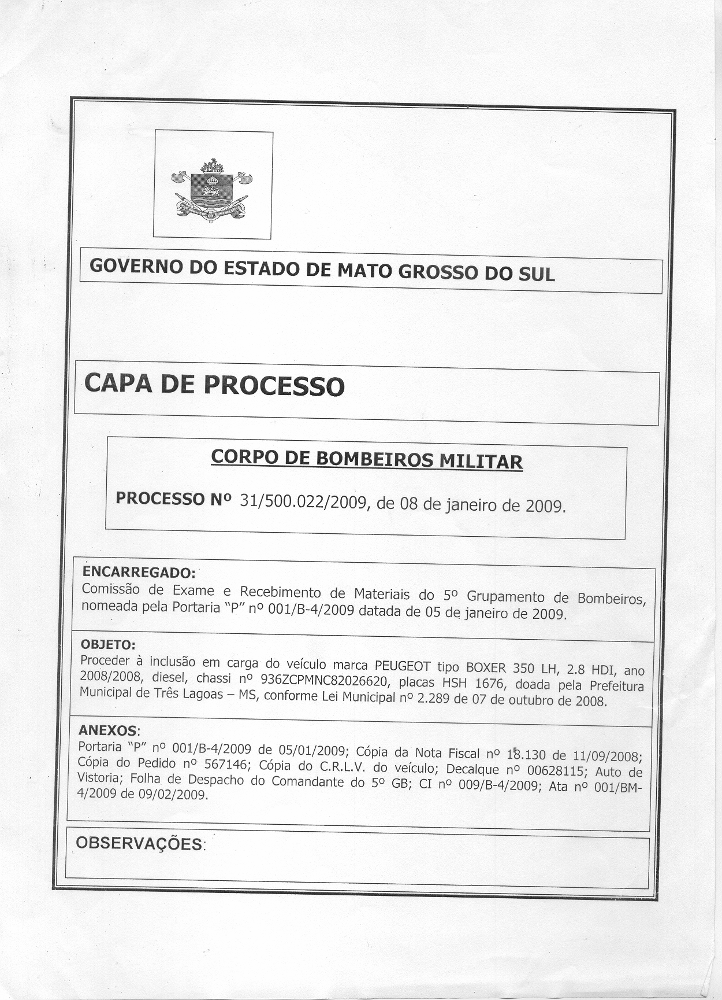 GOVERNO DO ESTADO DE MATO GROSSO DO SUL
CAPA DE PROCESSO
CORPO DE BOMBEIROS MILITAR
PROCESSO Nº 31/500.022/2009, de 08 de janeiro de 2009.
ENCARREGADO:
Comissão de Exame e Recebimento de Materiais do 5º Grupamento de Bombeiros,
nomeada pela Portaria "P" nº 001/B-4/2009 datada de 05 de janeiro de 2009.
OBJETO:
Proceder à inclusão em carga do veículo marca PEUGEOT tipo BOXER 350 LH, 2.8 HDI, ano
2008/2008, diesel, chassi nº 936ZCPMNC82026620, placas HSH 1676, doada pela Prefeitura
Municipal de Três Lagoas – MS, conforme Lei Municipal nº 2.289 de 07 de outubro de 2008.
ANEXOS:
Portaria "P" nº 001/B-4/2009 de 05/01/2009; Cópia da Nota Fiscal nº 18.130 de 11/09/2008;
Cópia do Pedido nº 567146; Cópia do C.R.L.V. do veículo; Decalque nº 00628115; Auto de
Vistoria; Folha de Despacho do Comandante do 5º GB; CI nº 009/B-4/2009; Ata nº 001/BM-
4/2009 de 09/02/2009.
OBSERVAÇÕES: